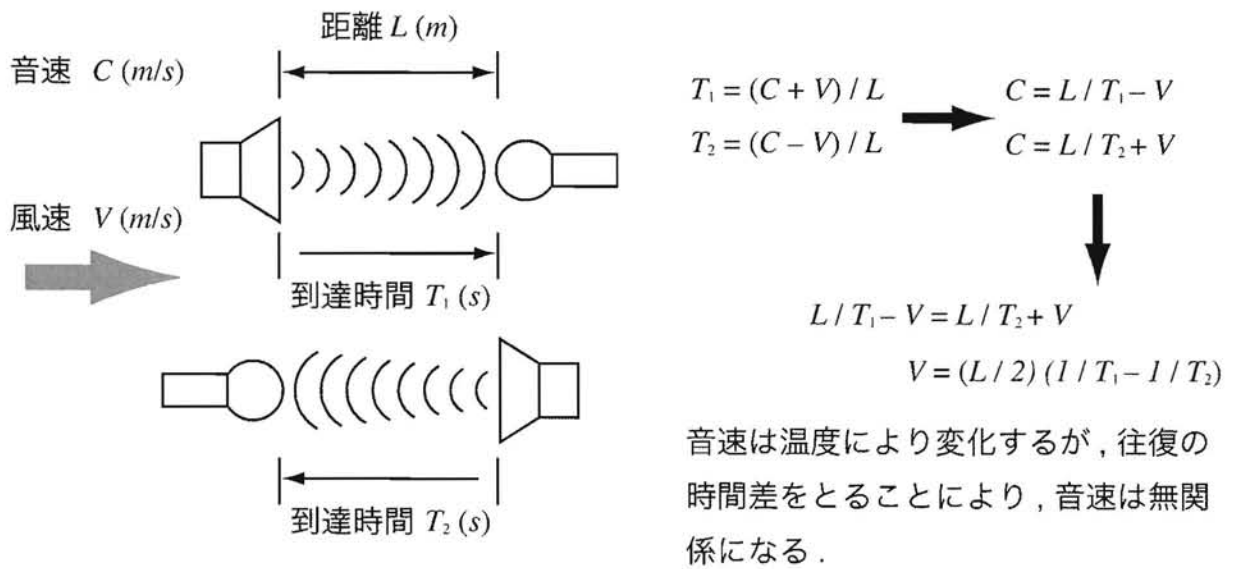 距離 L (m)
音速 C (m/s)
風速 V (m/s)
到達時間 T₁ (s)
到達時間 T₂ (s)
T₁ = (C + V) / L
T₂ = (C – V) / L
C = L / T₁ – V
C = L / T₂ + V
L / T₁ – V = L / T₂ + V
V = (L / 2) (1 / T₁ – 1 / T₂)
音速は温度により変化するが , 往復の
時間差をとることにより , 音速は無関
係になる .